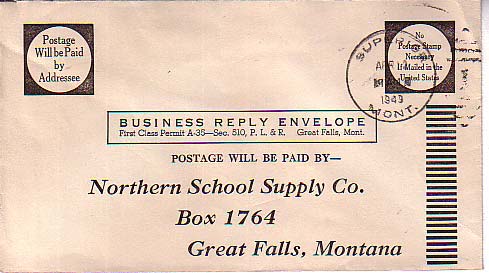 Postage
Will be Paid
by
Addressee
No
Postage Stamp
Necessary
If Mailed in the
United States
SUPERIOR
APR
1949
MONT.
BUSINESS REPLY ENVELOPE
First Class Permit A-35—Sec. 510, P. L. & R. Great Falls, Mont.
POSTAGE WILL BE PAID BY—
Northern School Supply Co.
Box 1764
Great Falls, Montana